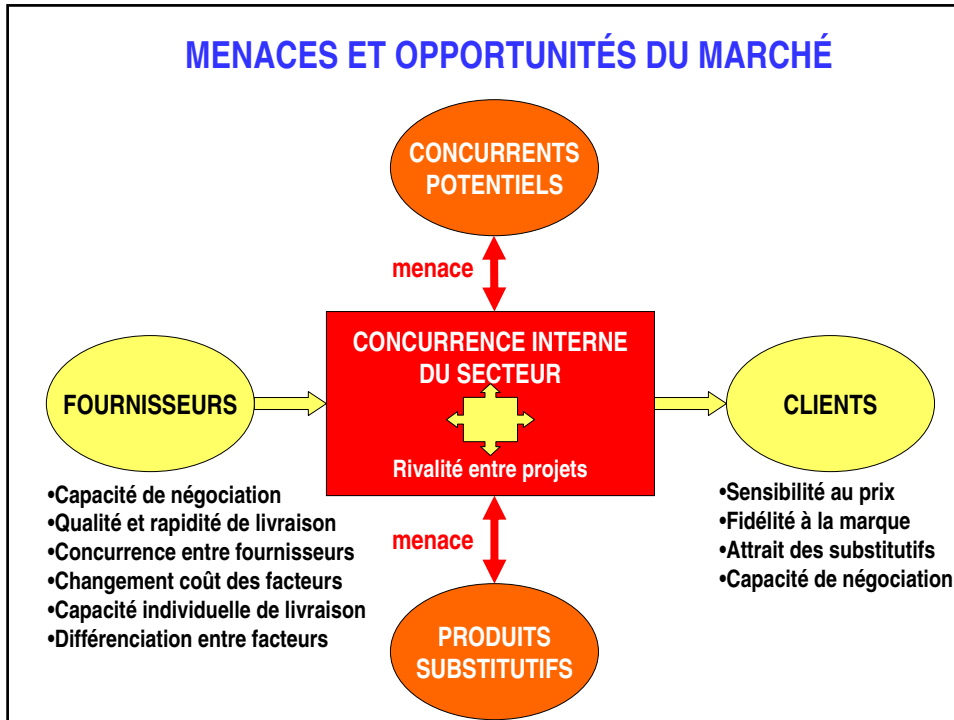 MENACES ET OPPORTUNITÉS DU MARCHÉ
CONCURRENTS
POTENTIELS
menace
CONCURRENCE INTERNE
DU SECTEUR
Rivalité entre projets
FOURNISSEURS
CLIENTS
•Capacité de négociation
•Qualité et rapidité de livraison
•Concurrence entre fournisseurs
•Changement coût des facteurs
•Capacité individuelle de livraison
•Différenciation entre facteurs
•Sensibilité au prix
•Fidélité à la marque
•Attrait des substitutifs
•Capacité de négociation
menace
PRODUITS
SUBSTITUTIFS